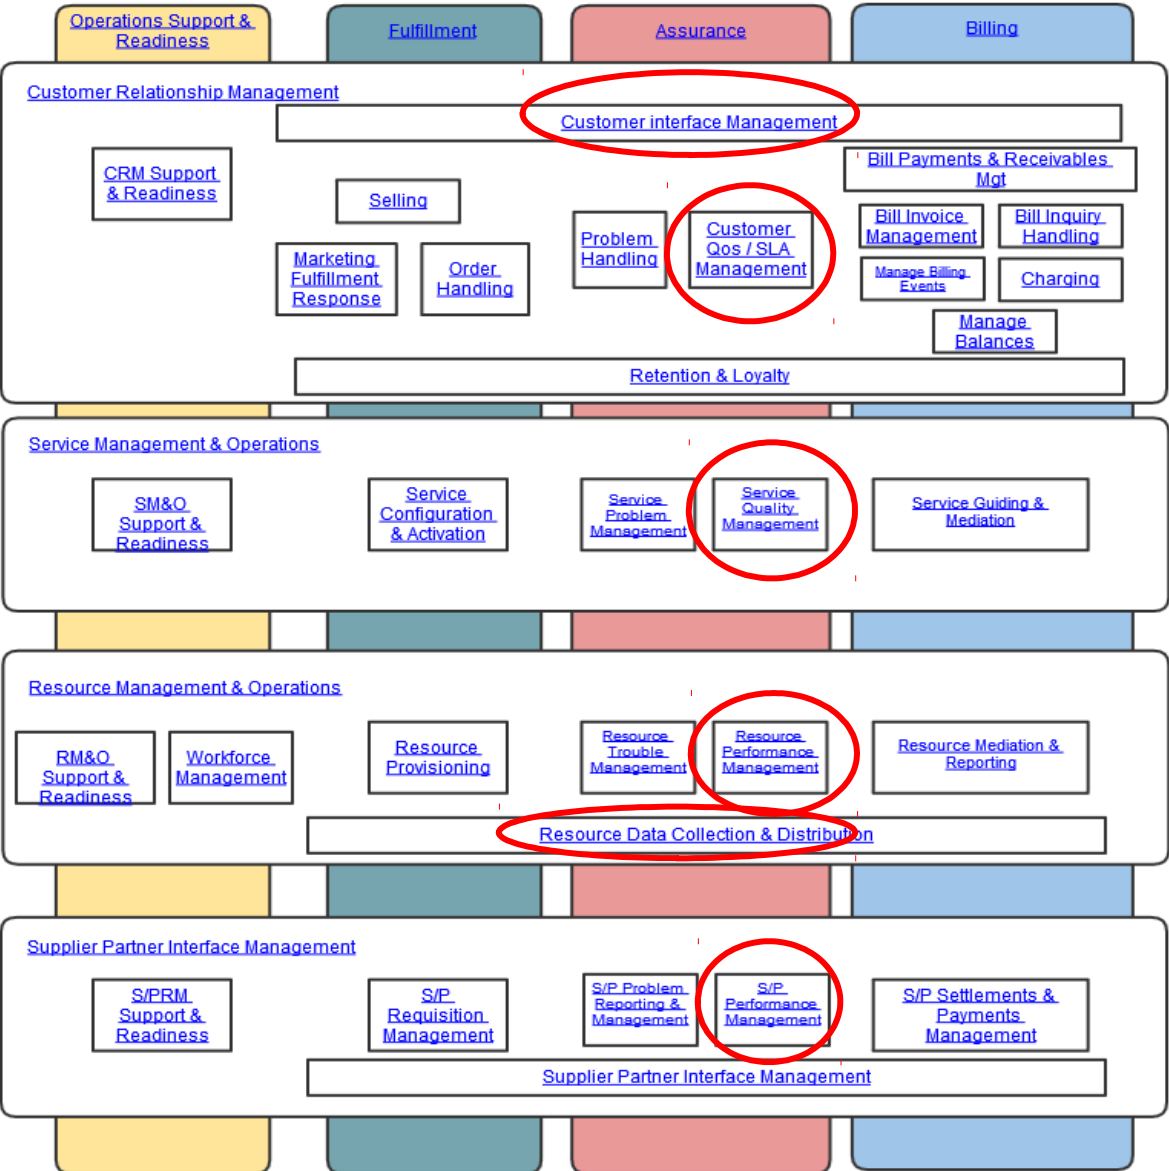 Operations Support &
Readiness
Fulfillment
Assurance
Billing
Customer Relationship Management
Customer interface Management
CRM Support
& Readiness
Selling
Marketing
Fulfillment
Response
Order
Handling
Problem
Handling
Customer
Qos / SLA
Management
Bill Payments & Receivables
Mgt
Bill Invoice
Management
Bill Inquiry
Handling
Manage Billing
Events
Charging
Manage
Balances
Retention & Loyalty
Service Management & Operations
SM&O
Support &
Readiness
Service
Configuration
& Activation
Service
Problem
Management
Service
Quality
Management
Service Guiding &
Mediation
Resource Management & Operations
RM&O
Support &
Readiness
Workforce
Management
Resource
Provisioning
Resource
Trouble
Management
Resource
Performance
Management
Resource Mediation &
Reporting
Resource Data Collection & Distribution
Supplier Partner Interface Management
S/PRM
Support &
Readiness
S/P
Requisition
Management
S/P Problem
Reporting &
Management
S/P
Performance
Management
S/P Settlements &
Payments
Management
Supplier Partner Interface Management